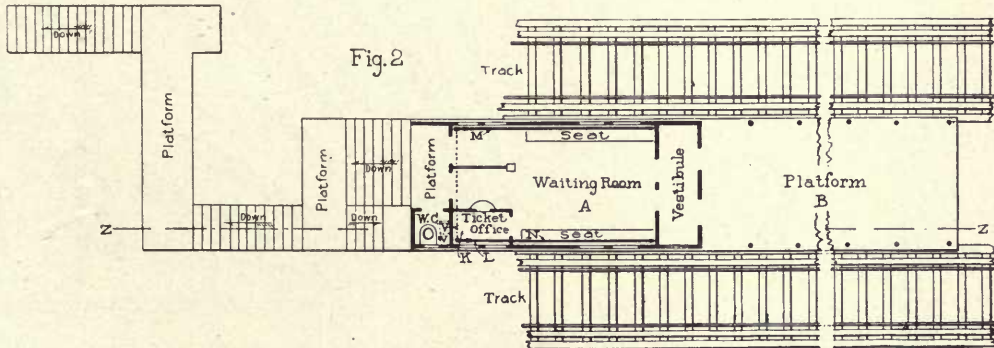 Down
Fig. 2
Track
Platform
Platform
Down
Platform
M
Seat
Waiting Room
A
Vestibule
Platform
B
W.C.
Ticket
Office
Z
Down
Down
N
Seat
Z
K L
Track